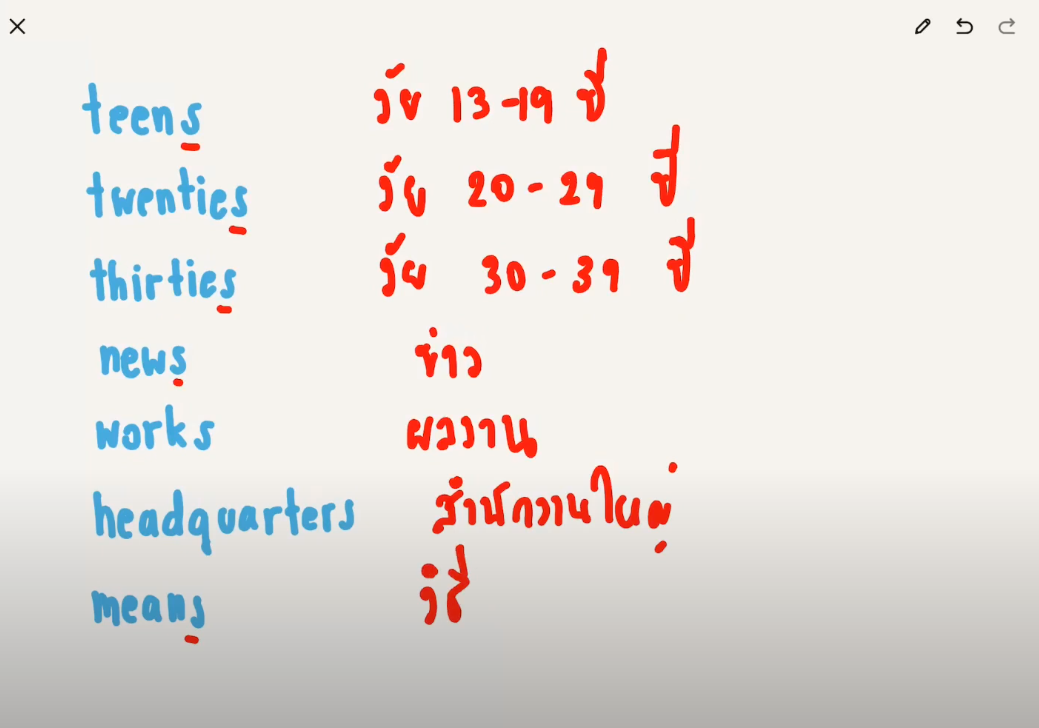 teens วัย 13-19 ปี
twenties วัย 20-29 ปี
thirties วัย 30-39 ปี
news ข่าว
works ผลงาน
headquarters สำนักงานใหญ่
means วิธี